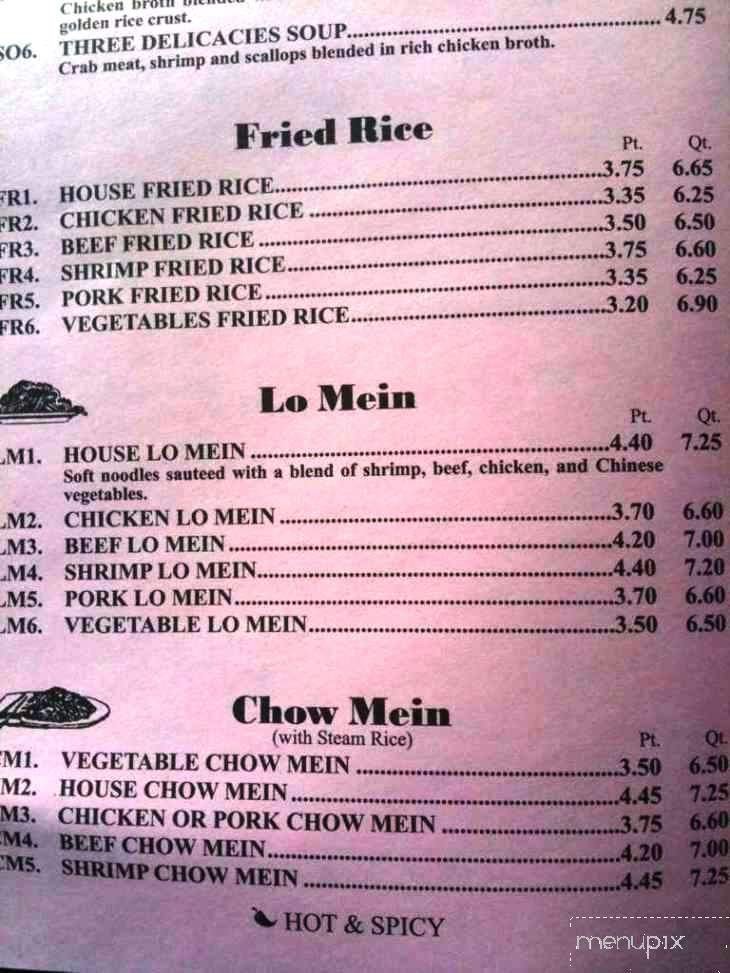 Chicken broth blended
golden rice crust.
SO6. THREE DELICACIES SOUP 4.75
Crab meat, shrimp and scallops blended in rich chicken broth.
Fried Rice
Pt. Qt.
FR1. HOUSE FRIED RICE 3.75 6.65
FR2. CHICKEN FRIED RICE 3.35 6.25
FR3. BEEF FRIED RICE 3.50 6.50
FR4. SHRIMP FRIED RICE 3.75 6.60
FR5. PORK FRIED RICE 3.35 6.25
FR6. VEGETABLES FRIED RICE 3.20 6.90
Lo Mein
Pt. Qt.
LM1. HOUSE LO MEIN 4.40 7.25
Soft noodles sauteed with a blend of shrimp, beef, chicken, and Chinese
vegetables.
LM2. CHICKEN LO MEIN 3.70 6.60
LM3. BEEF LO MEIN 4.20 7.00
LM4. SHRIMP LO MEIN 4.40 7.20
LM5. PORK LO MEIN 3.70 6.60
LM6. VEGETABLE LO MEIN 3.50 6.50
Chow Mein
(with Steam Rice)
Pt. Qt.
CM1. VEGETABLE CHOW MEIN 3.50 6.50
CM2. HOUSE CHOW MEIN 4.45 7.25
CM3. CHICKEN OR PORK CHOW MEIN 3.75 6.60
CM4. BEEF CHOW MEIN 4.20 7.00
CM5. SHRIMP CHOW MEIN 4.45 7.25
HOT & SPICY
menupix